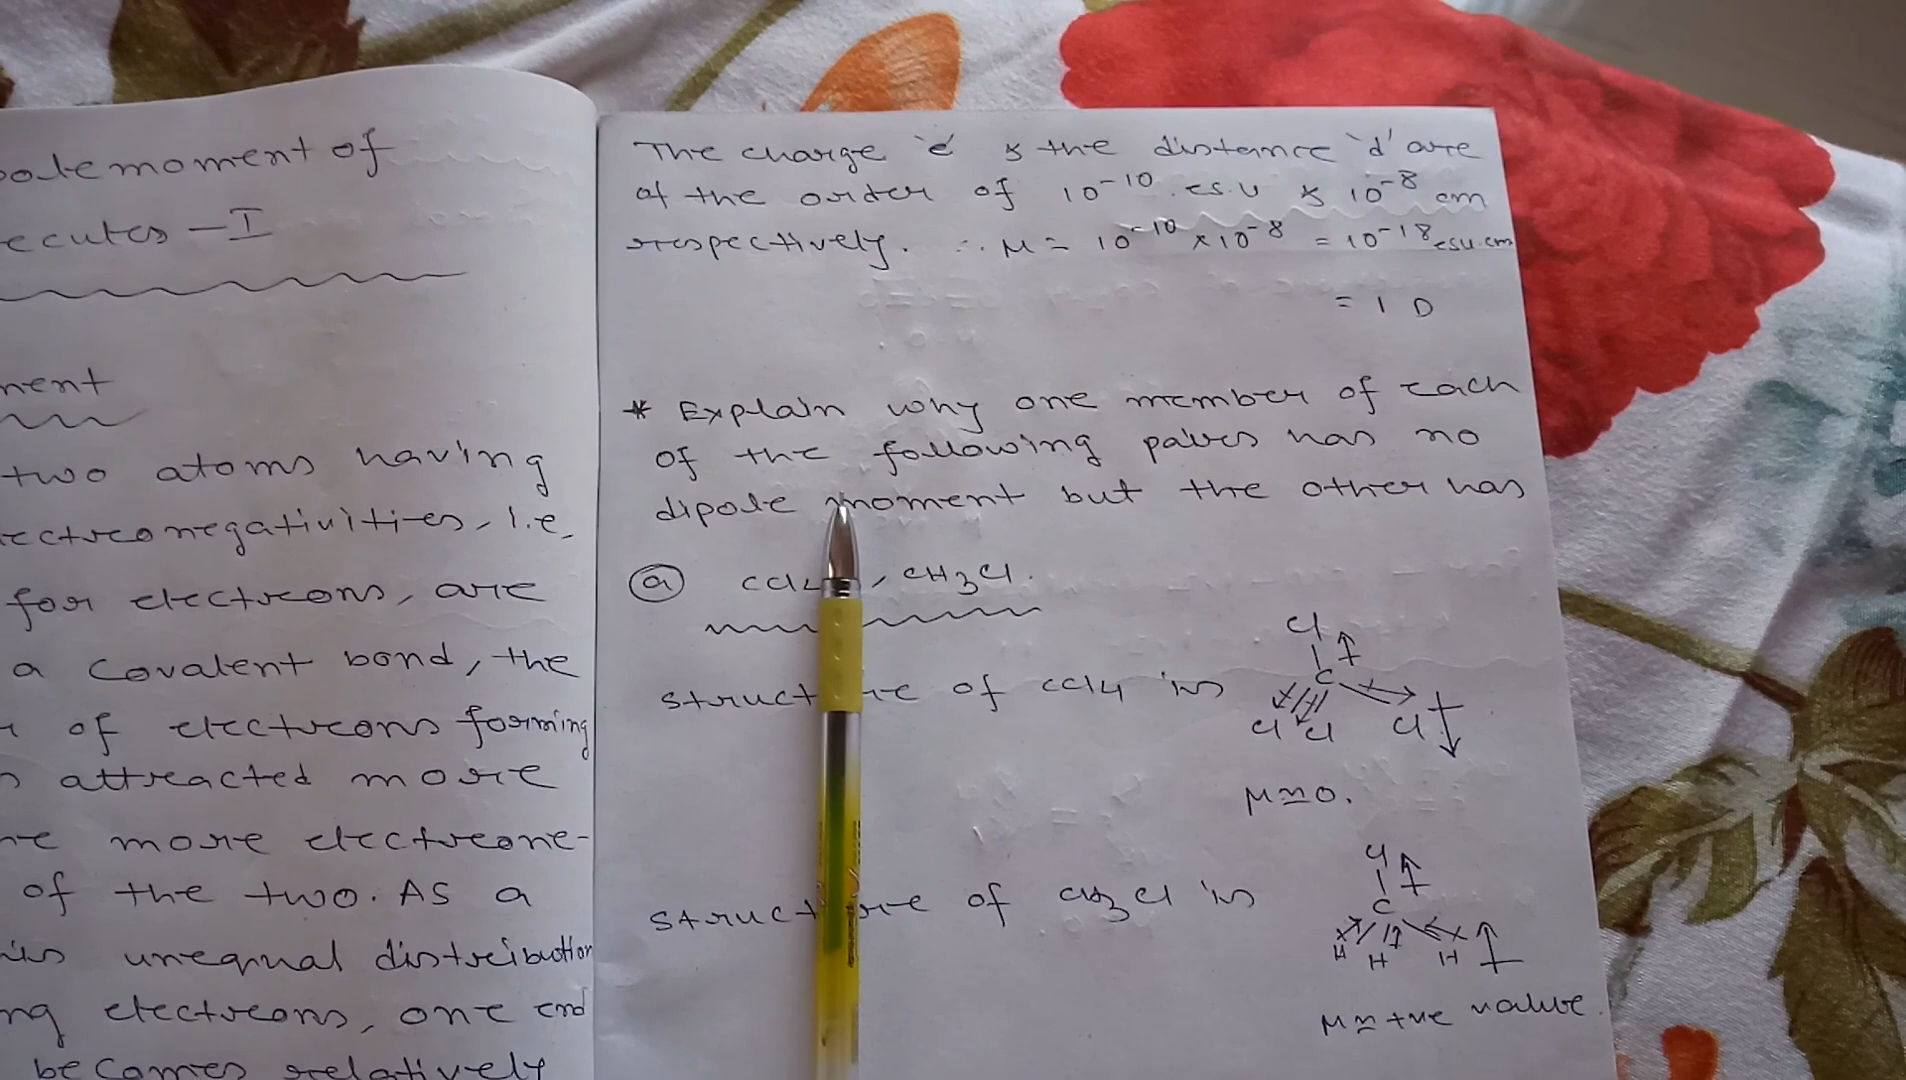 moment of
ecules - I
two atoms having
ectronegativities, i.e,
for electrons, are
a covalent bond, the
of electrons forming
attracted more
more electrone-
of the two. As a
unequal distribution
electrons, one end
becomes relatively
The charge 'e' & the distance 'd' are
of the order of 10⁻¹⁰ esu & 10⁻⁸ cm
respectively. ∴ μ = 10⁻¹⁰ × 10⁻⁸ = 10⁻¹⁸ esu.cm
= 1 D
* Explain why one member of each
of the following pairs has no
dipole moment but the other has
(a) CCl , CH₃Cl.
Cl
C
structure of CCl4 is
Cl Cl Cl
μ ≃ 0.
Cl
C
structure of CH₃Cl is
H H H
μ ≃ +ve value.